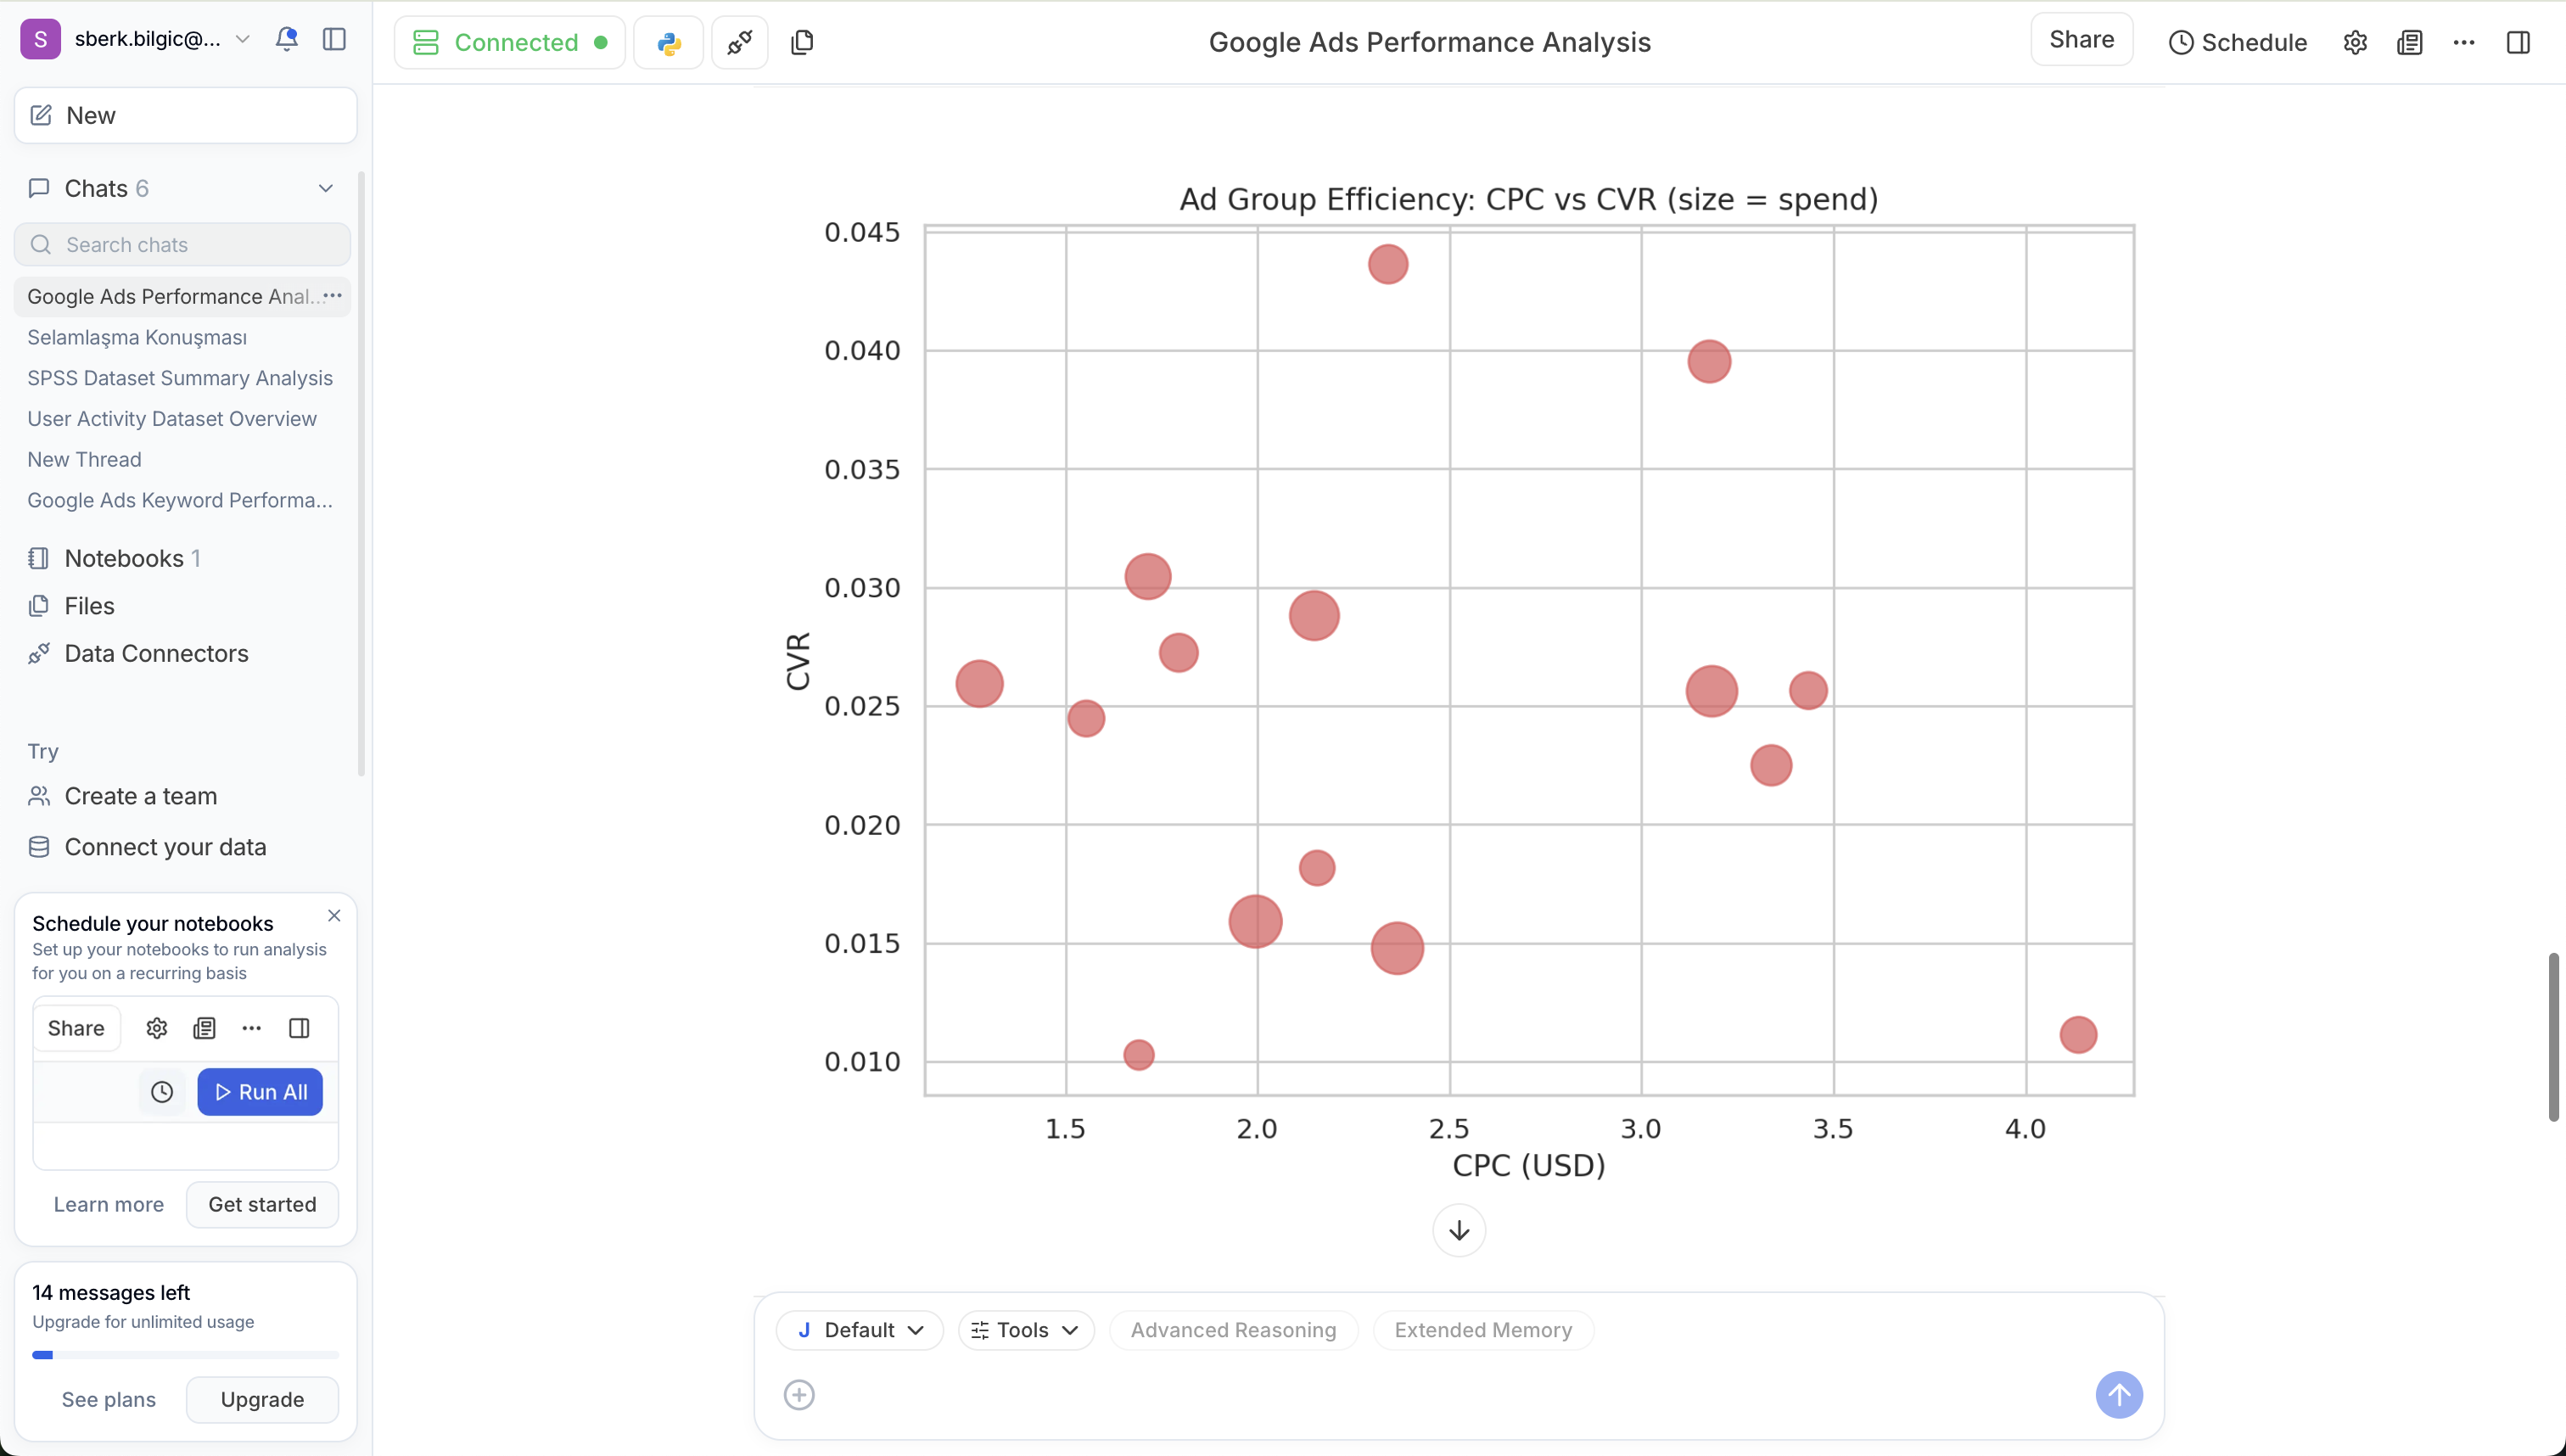 S
sberk.bilgic@...
New
Chats 6
Search chats
Google Ads Performance Anal...
Selamlaşma Konuşması
SPSS Dataset Summary Analysis
User Activity Dataset Overview
New Thread
Google Ads Keyword Performa...
Notebooks 1
Files
Data Connectors
Try
Create a team
Connect your data
Schedule your notebooks
Set up your notebooks to run analysis
for you on a recurring basis
Share
Run All
Learn more
Get started
14 messages left
Upgrade for unlimited usage
See plans
Upgrade
Connected
Google Ads Performance Analysis
Share
Schedule
Ad Group Efficiency: CPC vs CVR (size = spend)
0.045
0.040
0.035
0.030
0.025
0.020
0.015
0.010
CVR
1.5 2.0 2.5 3.0 3.5 4.0
CPC (USD)
J Default
Tools
Advanced Reasoning
Extended Memory